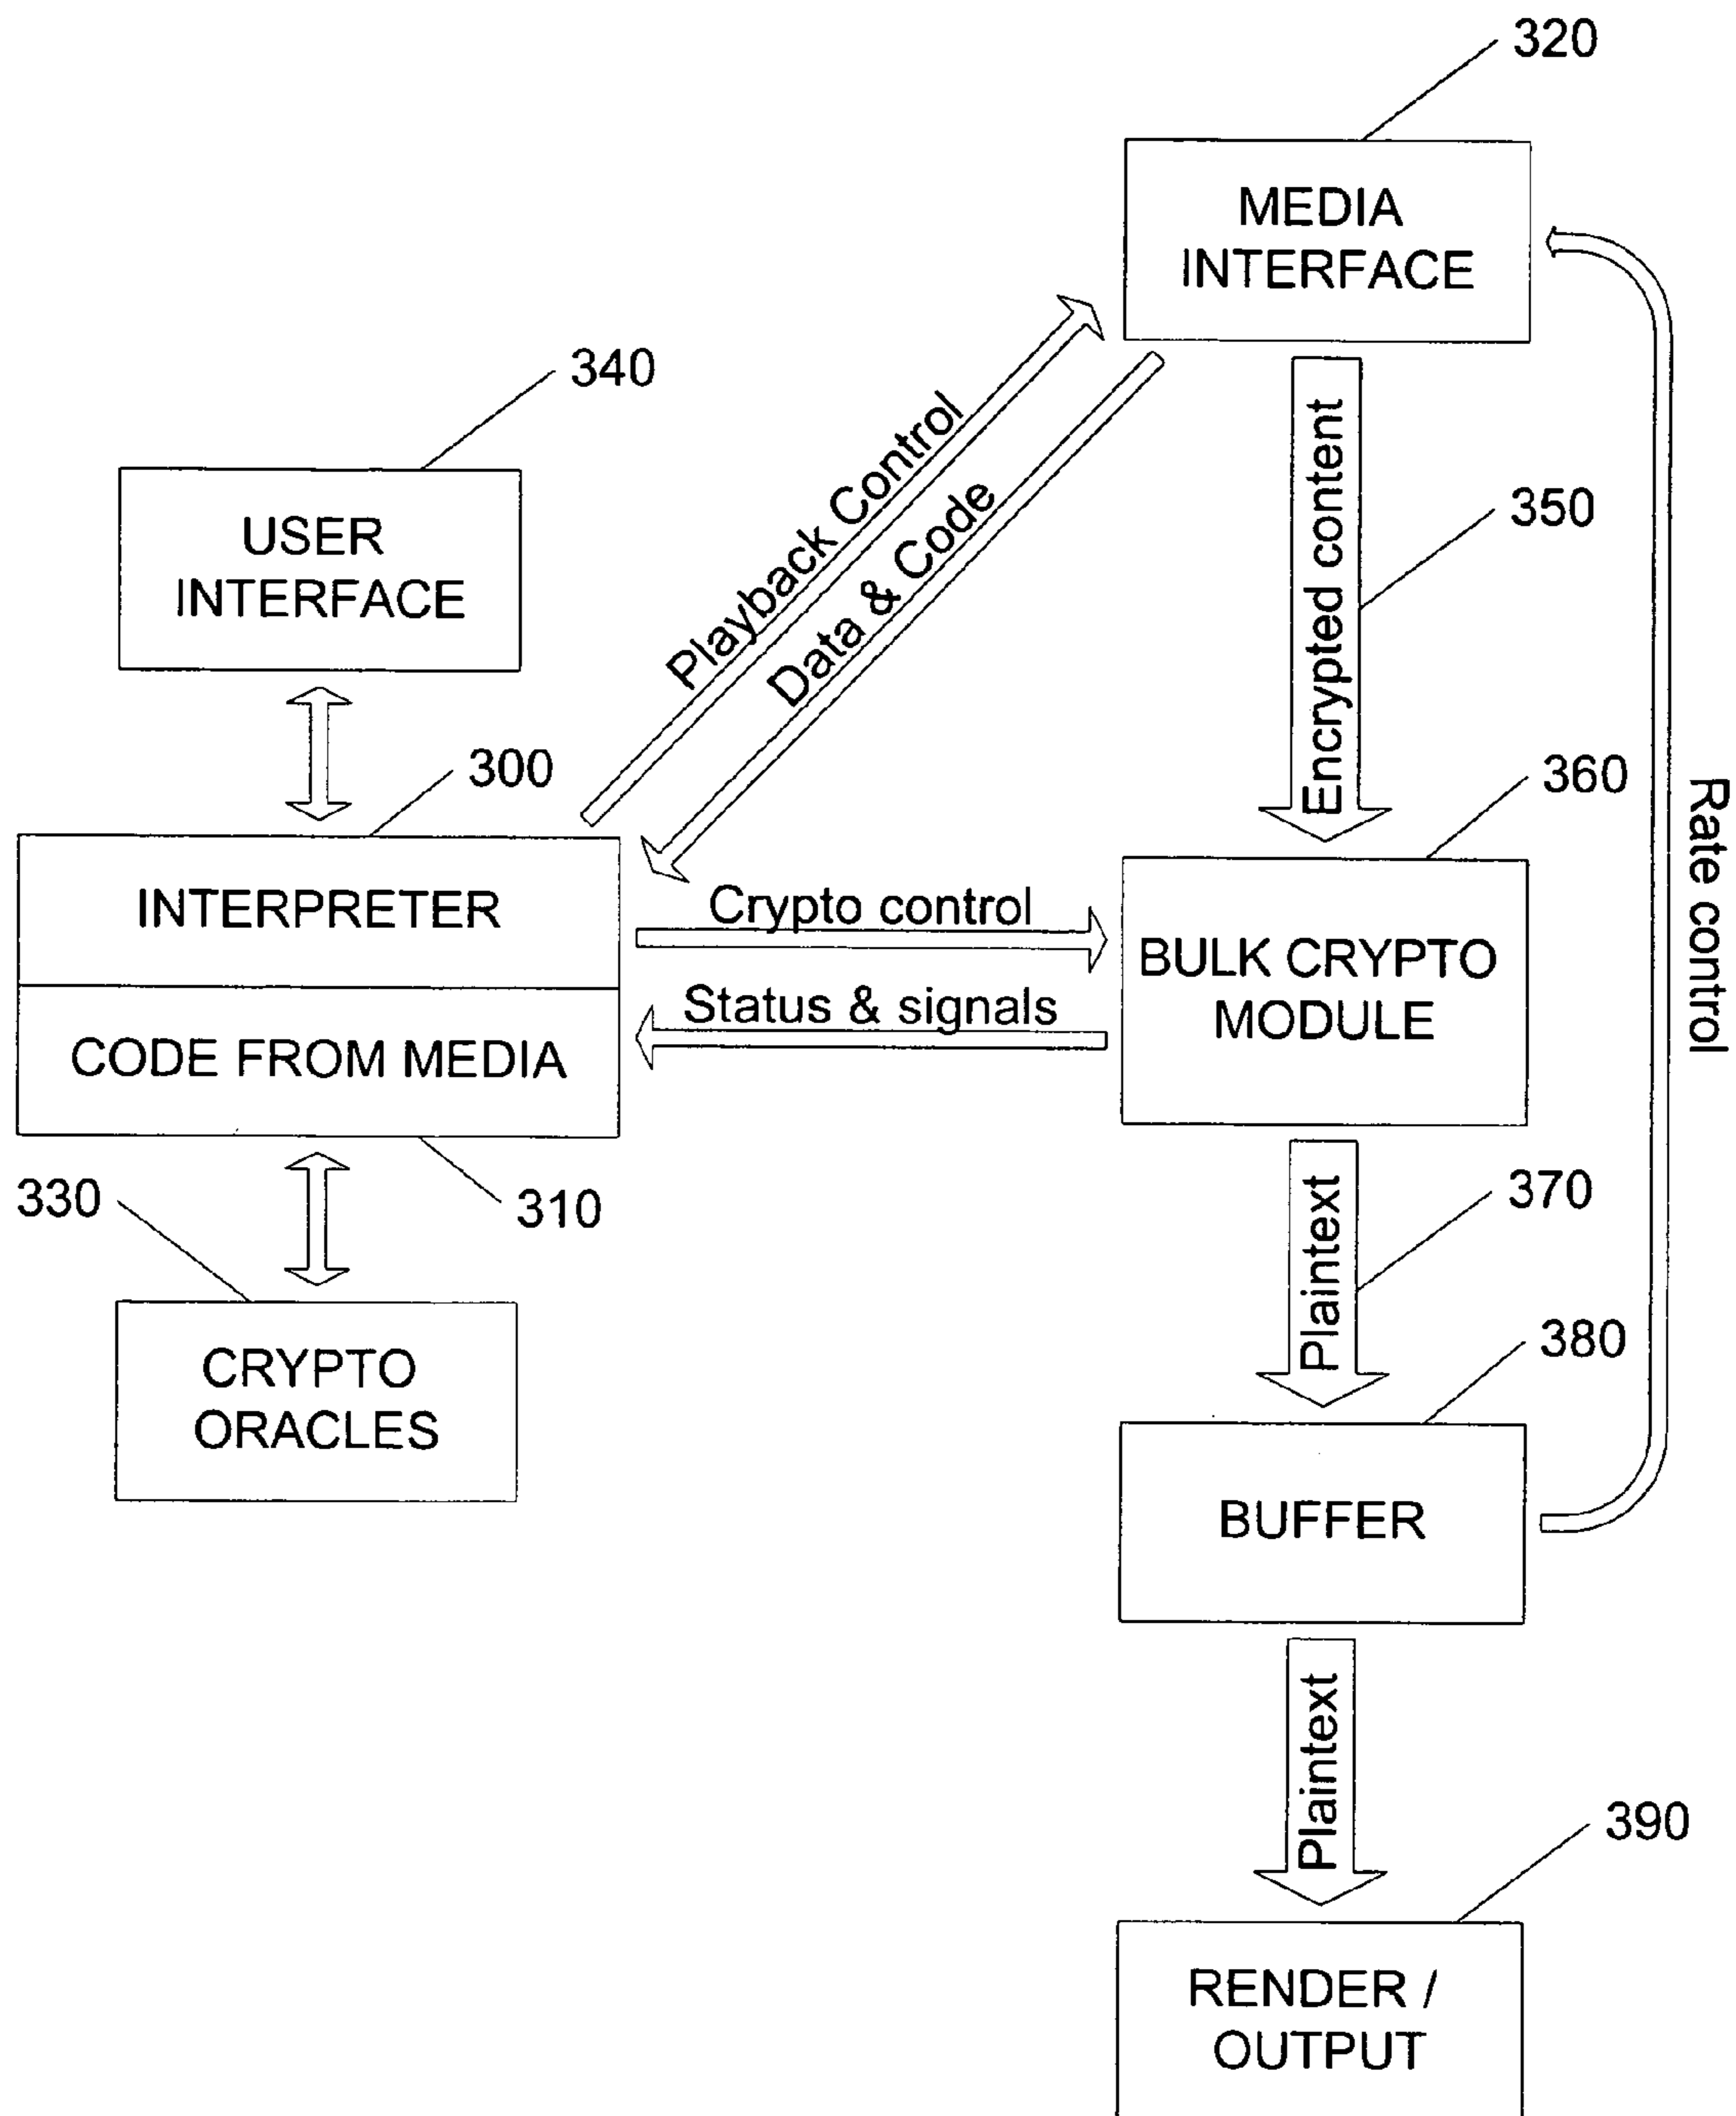 320
MEDIA
INTERFACE
340
USER
INTERFACE
Playback Control
Data & Code
Encrypted content
350
300
360
Rate control
INTERPRETER
Crypto control
BULK CRYPTO
MODULE
Status & signals
CODE FROM MEDIA
330
310
Plaintext
370
380
CRYPTO
ORACLES
BUFFER
Plaintext
390
RENDER /
OUTPUT